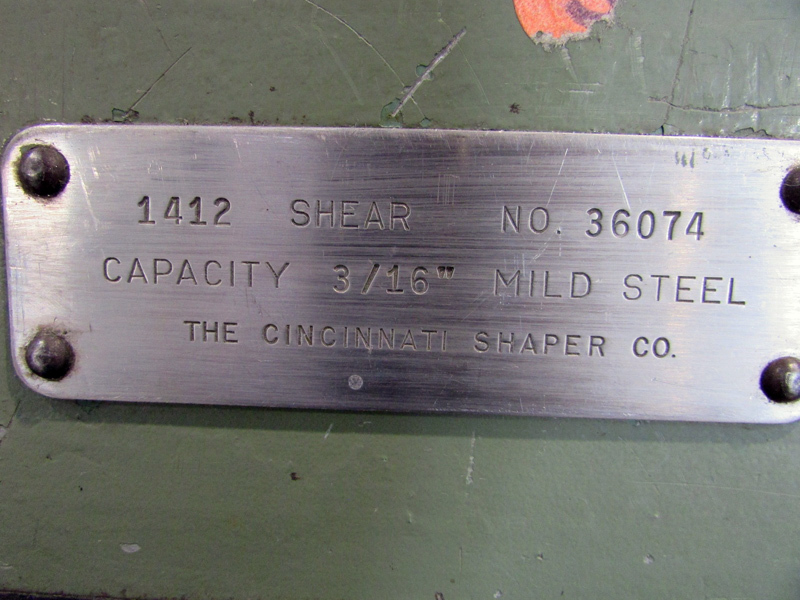 1412 SHEAR NO. 36074
CAPACITY 3/16" MILD STEEL
THE CINCINNATI SHAPER CO.